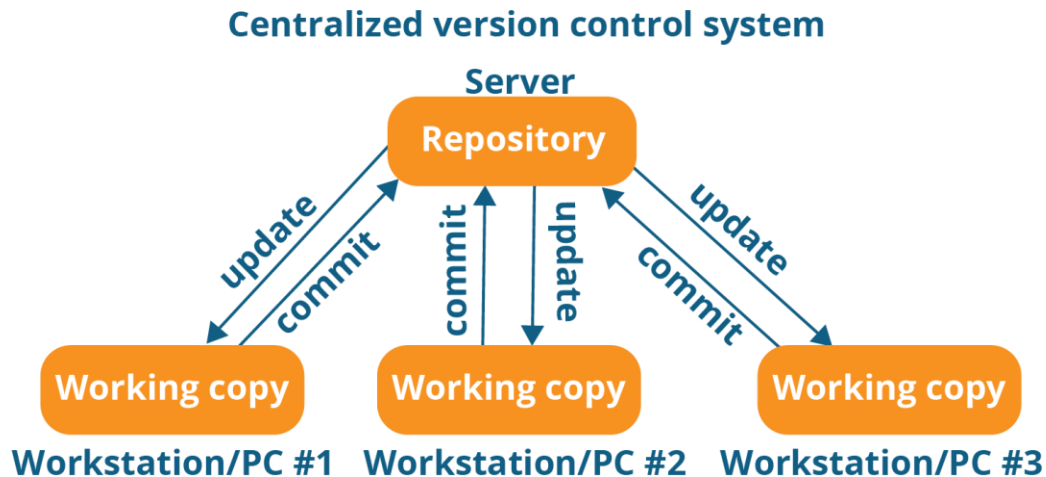 Centralized version control system
Server
Repository
update
commit
commit
update
commit
update
Working copy
Working copy
Working copy
Workstation/PC #1
Workstation/PC #2
Workstation/PC #3